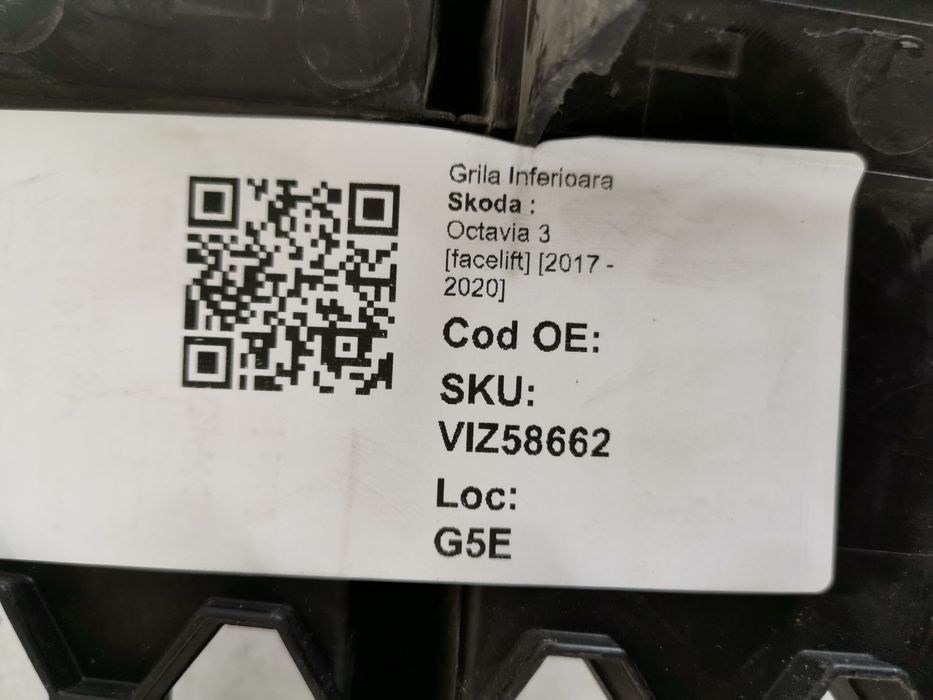 Grila Inferioara
Skoda :
Octavia 3
[facelift] [2017 -
2020]
Cod OE:
SKU:
VIZ58662
Loc:
G5E